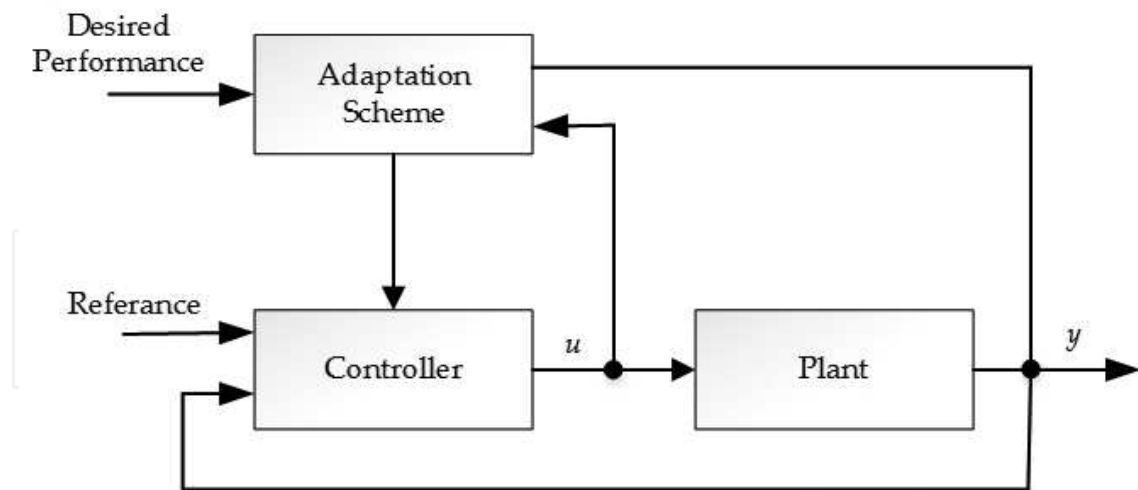 Desired
Performance
Adaptation
Scheme
Referance
Controller
u
Plant
y